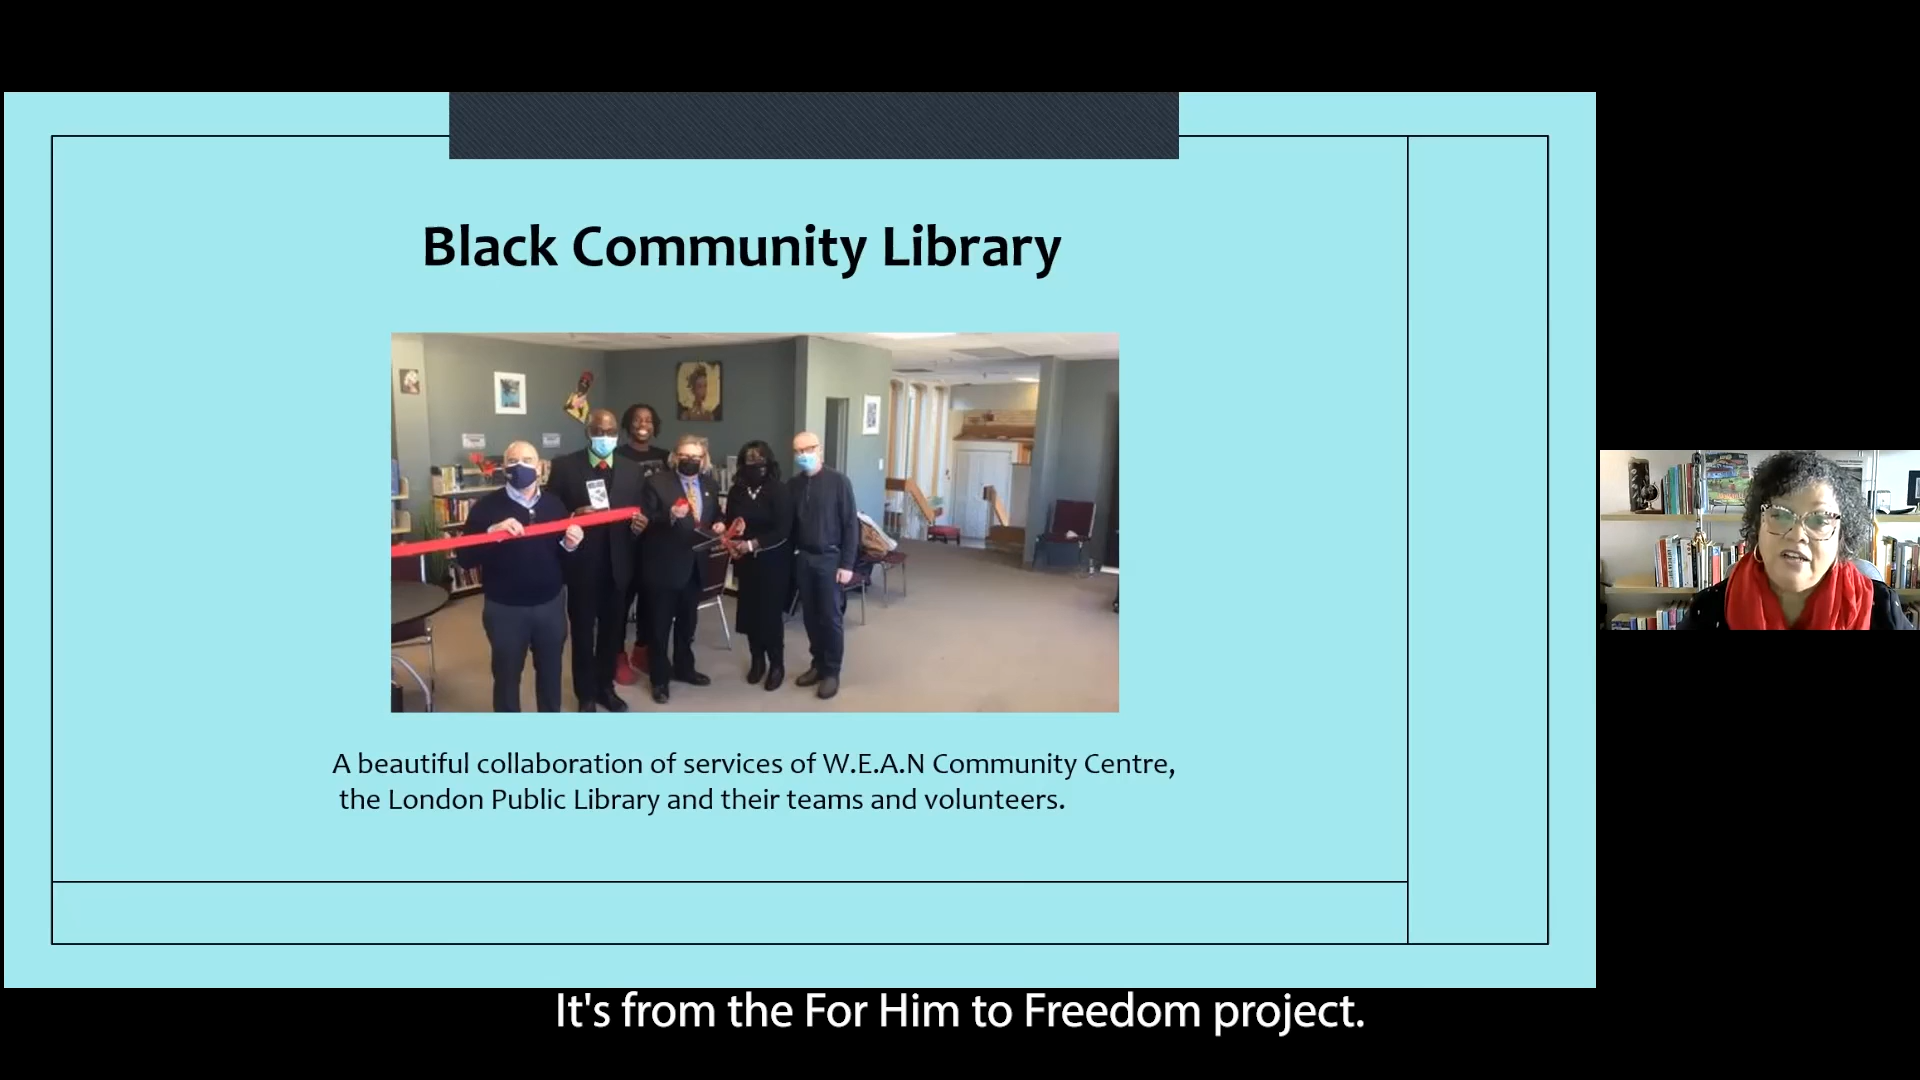 Black Community Library
A beautiful collaboration of services of W.E.A.N Community Centre,
the London Public Library and their teams and volunteers.
It's from the For Him to Freedom project.